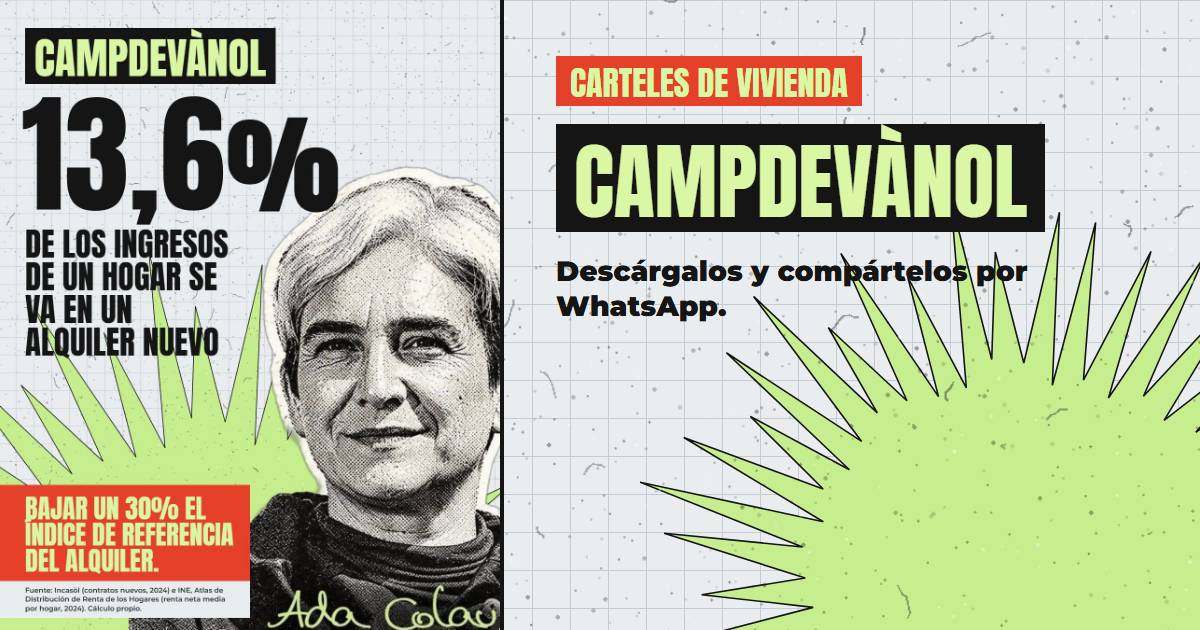 CAMPDEVÀNOL
13,6%
DE LOS INGRESOS
DE UN HOGAR SE
VA EN UN
ALQUILER NUEVO
BAJAR UN 30% EL
ÍNDICE DE REFERENCIA
DEL ALQUILER.
Fuente: Incasòl (contratos nuevos, 2024) e INE, Atlas de
Distribución de Renta de los Hogares (renta neta media
por hogar, 2024). Cálculo propio.
Ada Colau
CARTELES DE VIVIENDA
CAMPDEVÀNOL
Descárgalos y compártelos por
WhatsApp.